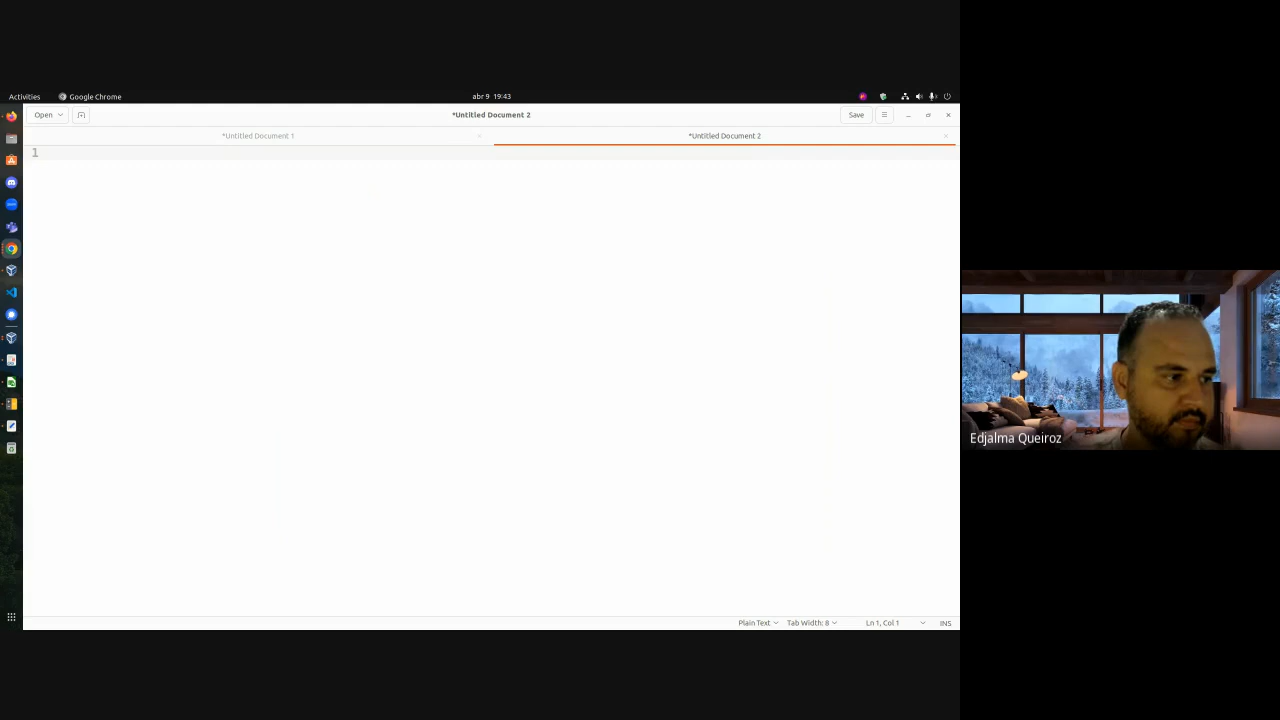 Activities Google Chrome abr 9 19:43
Open *Untitled Document 2 Save
*Untitled Document 1 *Untitled Document 2
1
Edjalma Queiroz
Plain Text Tab Width: 8 Ln 1, Col 1 INS